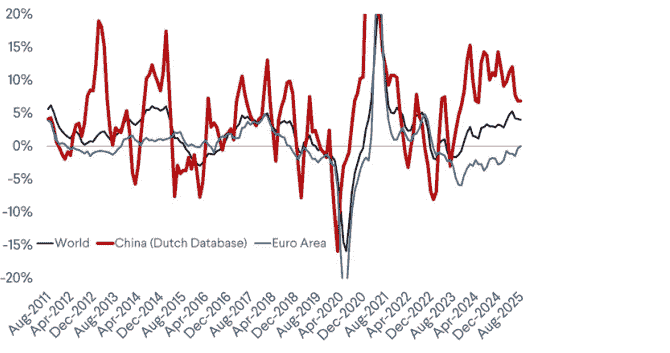 20%
15%
10%
5%
0%
-5%
-10%
-15%
-20%
World China (Dutch Database) Euro Area
Aug-2011
Apr-2012
Dec-2012
Aug-2013
Apr-2014
Dec-2014
Aug-2015
Apr-2016
Dec-2016
Aug-2017
Apr-2018
Dec-2018
Aug-2019
Apr-2020
Dec-2020
Aug-2021
Apr-2022
Dec-2022
Aug-2023
Apr-2024
Dec-2024
Aug-2025